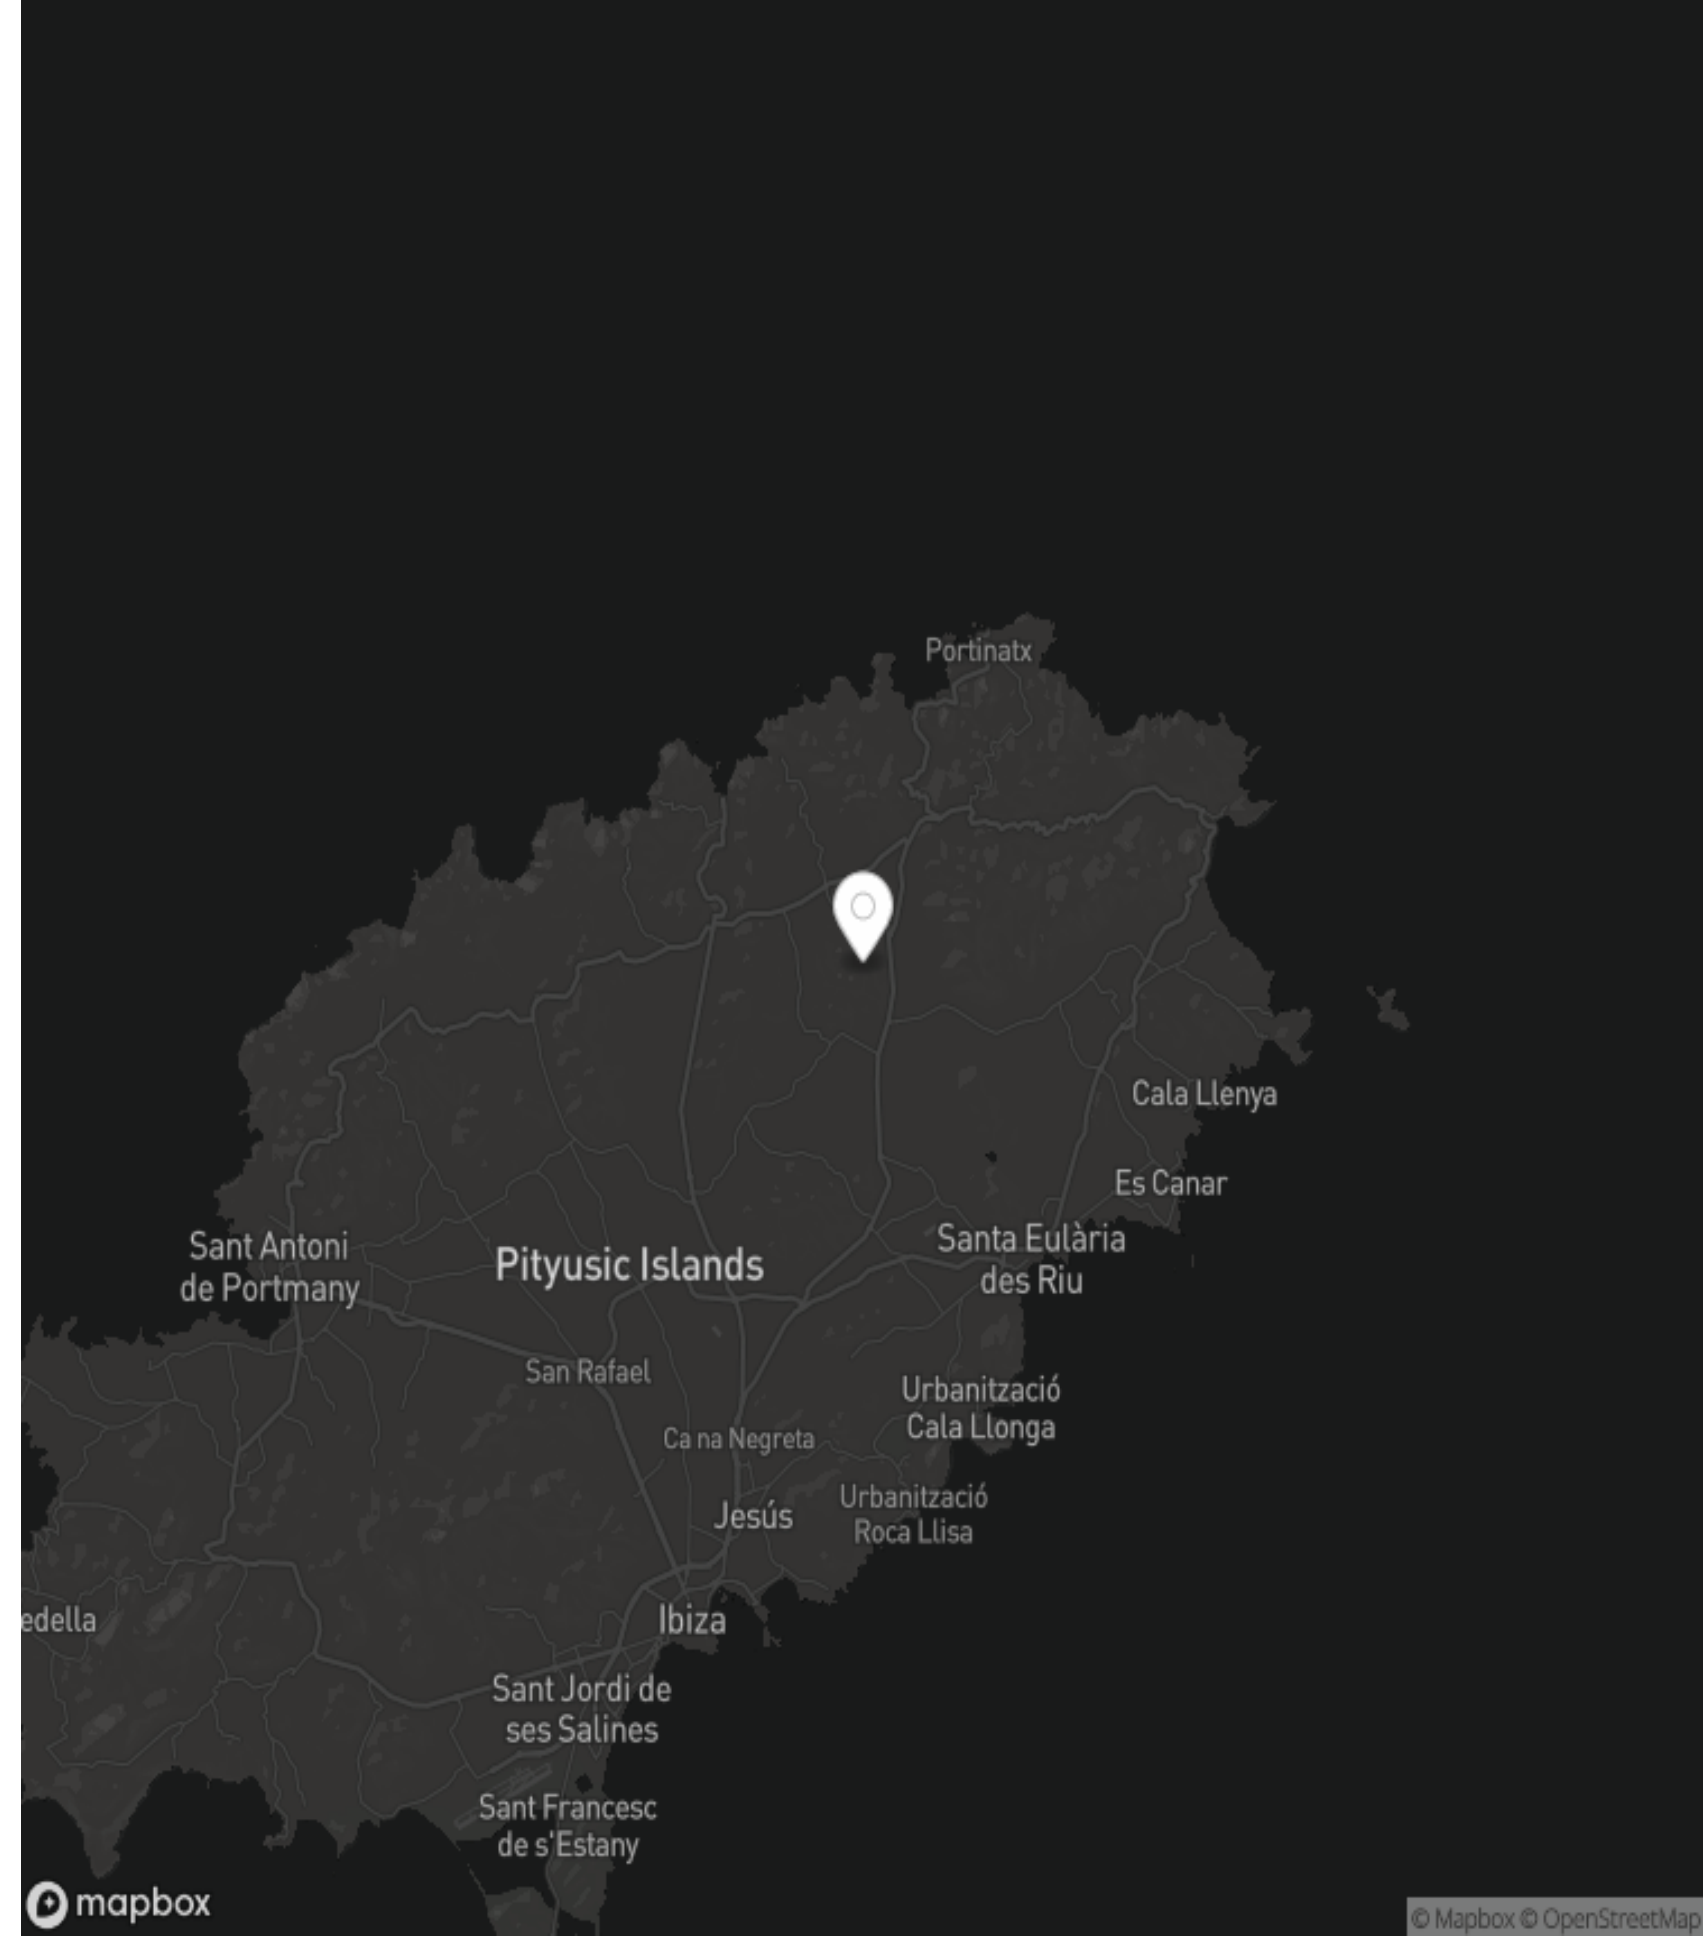 Portinatx
Cala Llenya
Es Canar
Sant Antoni
de Portmany
Pityusic Islands
Santa Eulària
des Riu
San Rafael
Urbanització
Cala Llonga
Ca na Negreta
Urbanització
Roca Llisa
Jesús
Ibiza
edella
Sant Jordi de
ses Salines
Sant Francesc
de s'Estany
mapbox
© Mapbox © OpenStreetMap